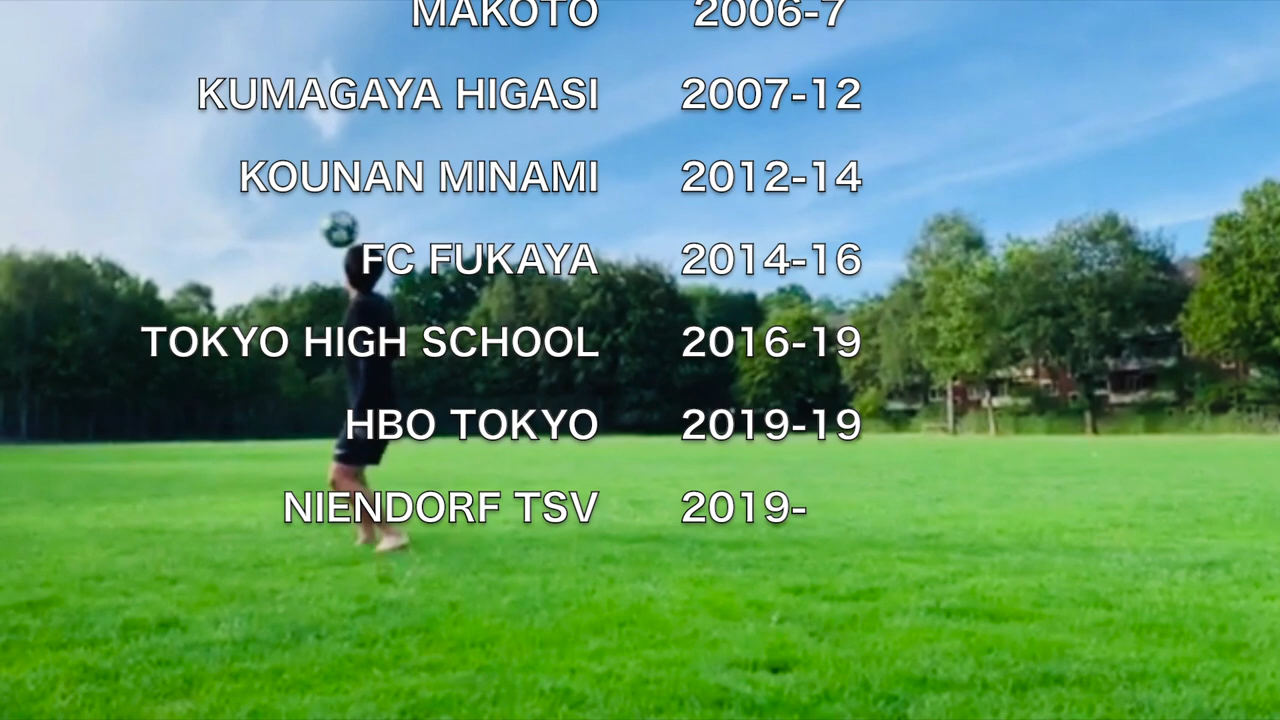 MAKOTO 2006-7
KUMAGAYA HIGASI 2007-12
KOUNAN MINAMI 2012-14
FC FUKAYA 2014-16
TOKYO HIGH SCHOOL 2016-19
HBO TOKYO 2019-19
NIENDORF TSV 2019-